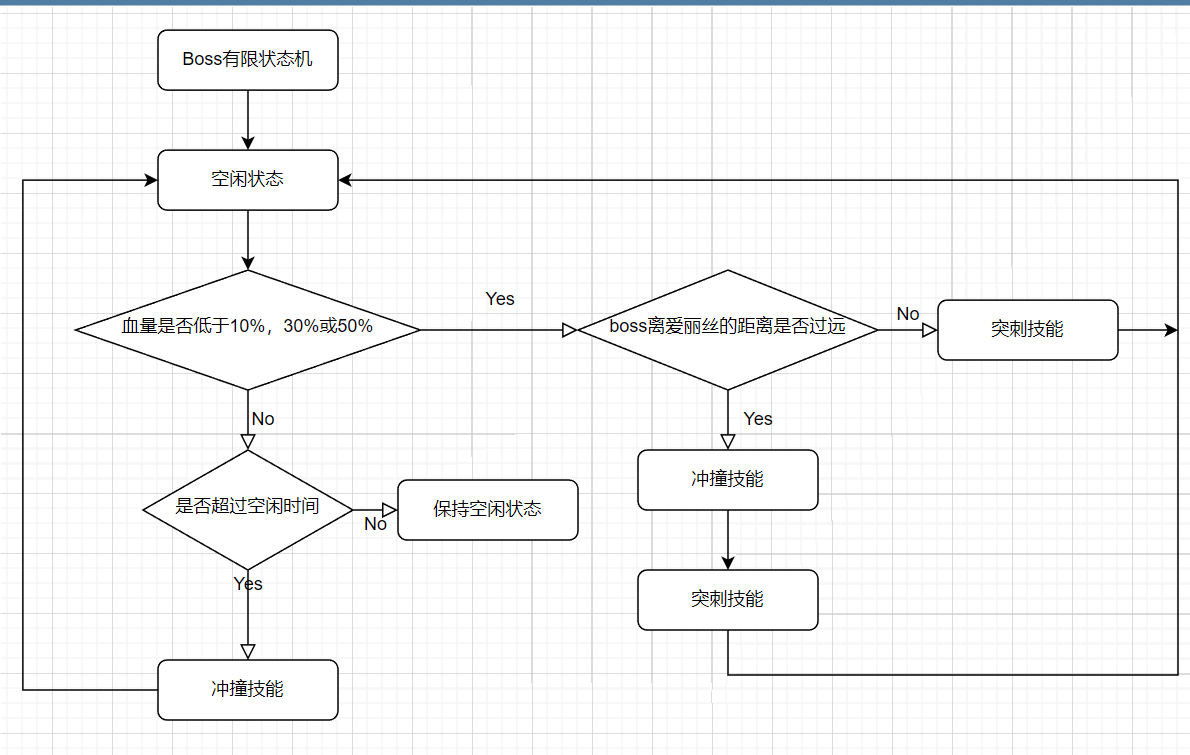 Boss有限状态机
空闲状态
血量是否低于10%，30%或50%
Yes
boss离爱丽丝的距离是否过远
No
突刺技能
No
Yes
是否超过空闲时间
No
保持空闲状态
冲撞技能
Yes
突刺技能
冲撞技能